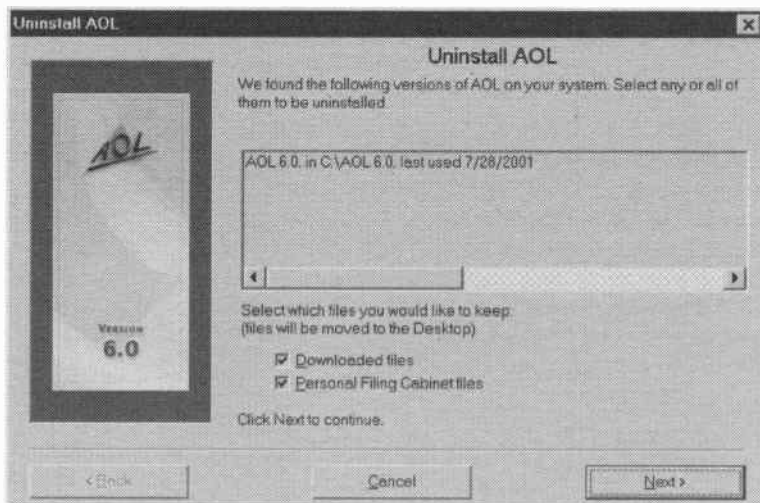 Uninstall AOL
Uninstall AOL
We found the following versions of AOL on your system. Select any or all of
them to be uninstalled.
AOL 6.0, in C:\AOL 6.0, last used 7/28/2001
AOL
VERSION
6.0
Select which files you would like to keep:
(files will be moved to the Desktop)
Downloaded files
Personal Filing Cabinet files
Click Next to continue.
< Back
Cancel
Next >